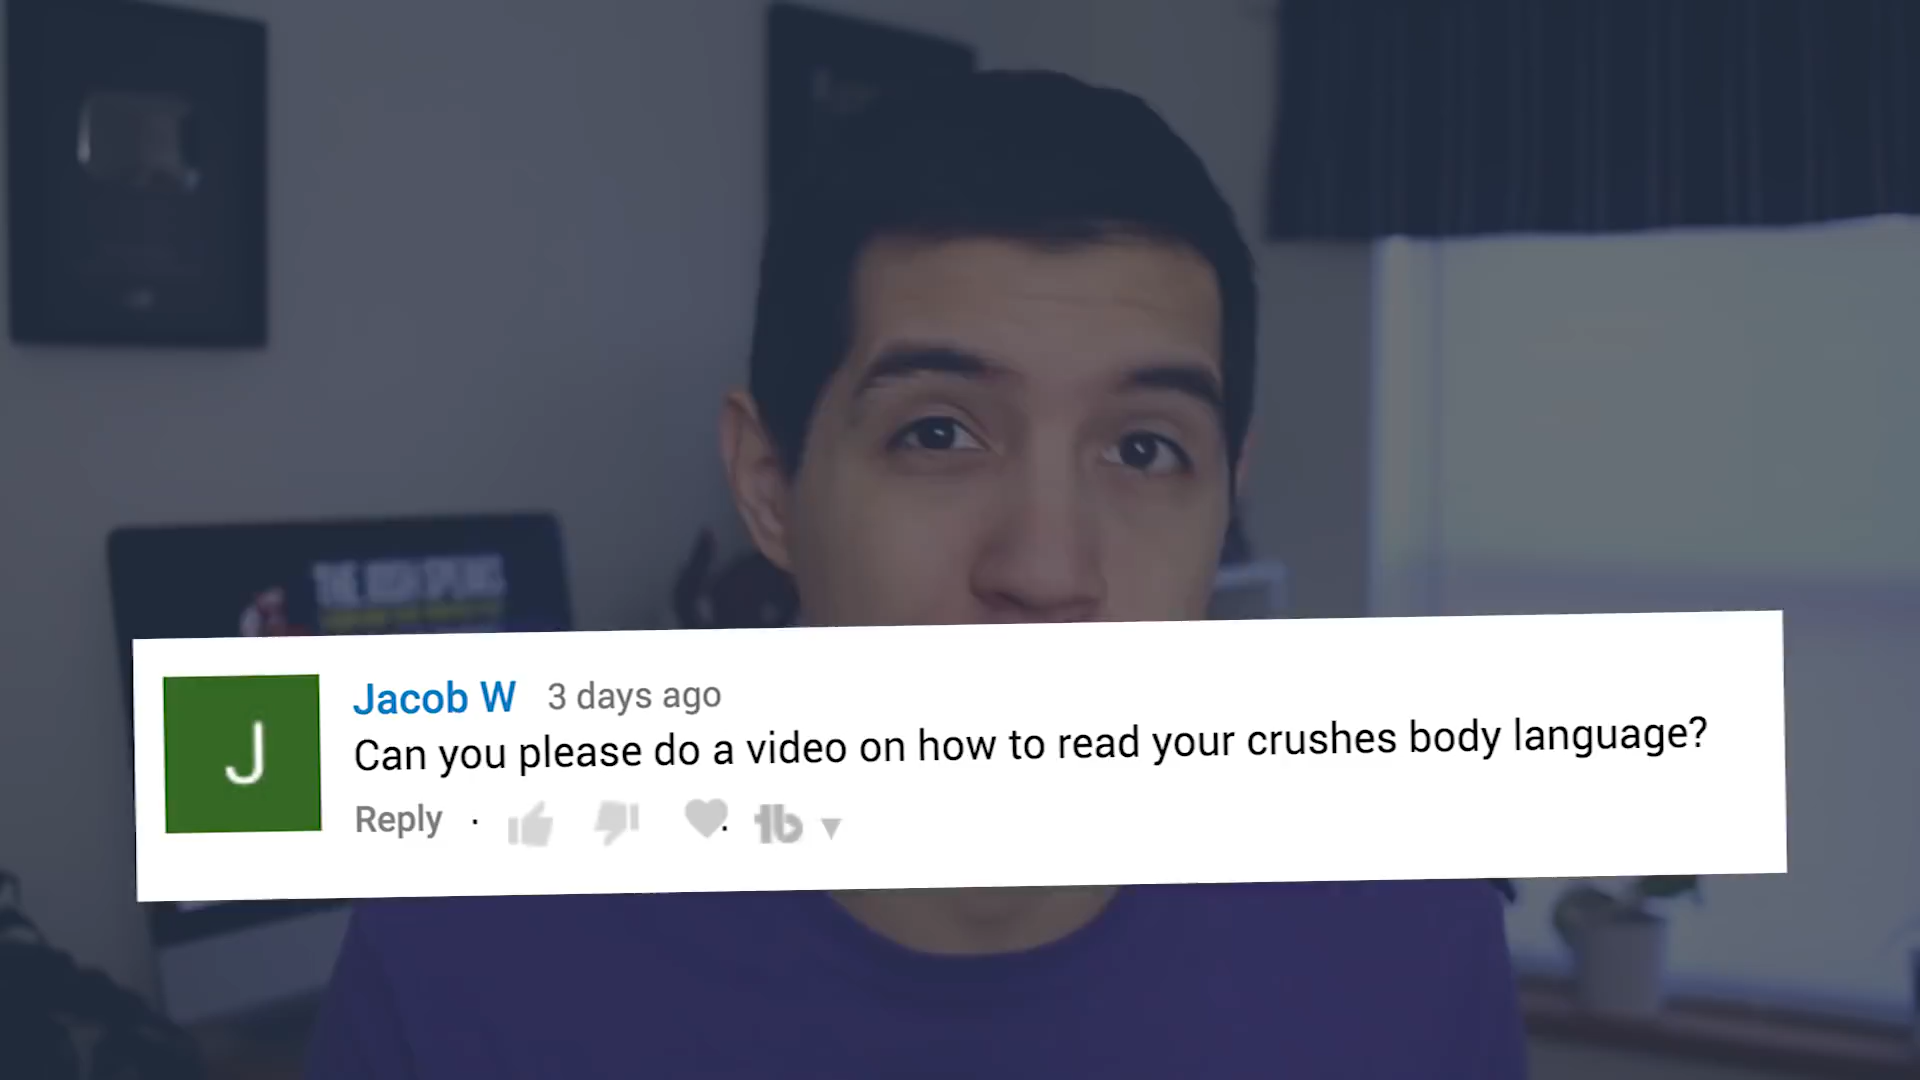 Jacob W 3 days ago
Can you please do a video on how to read your crushes body language?
Reply